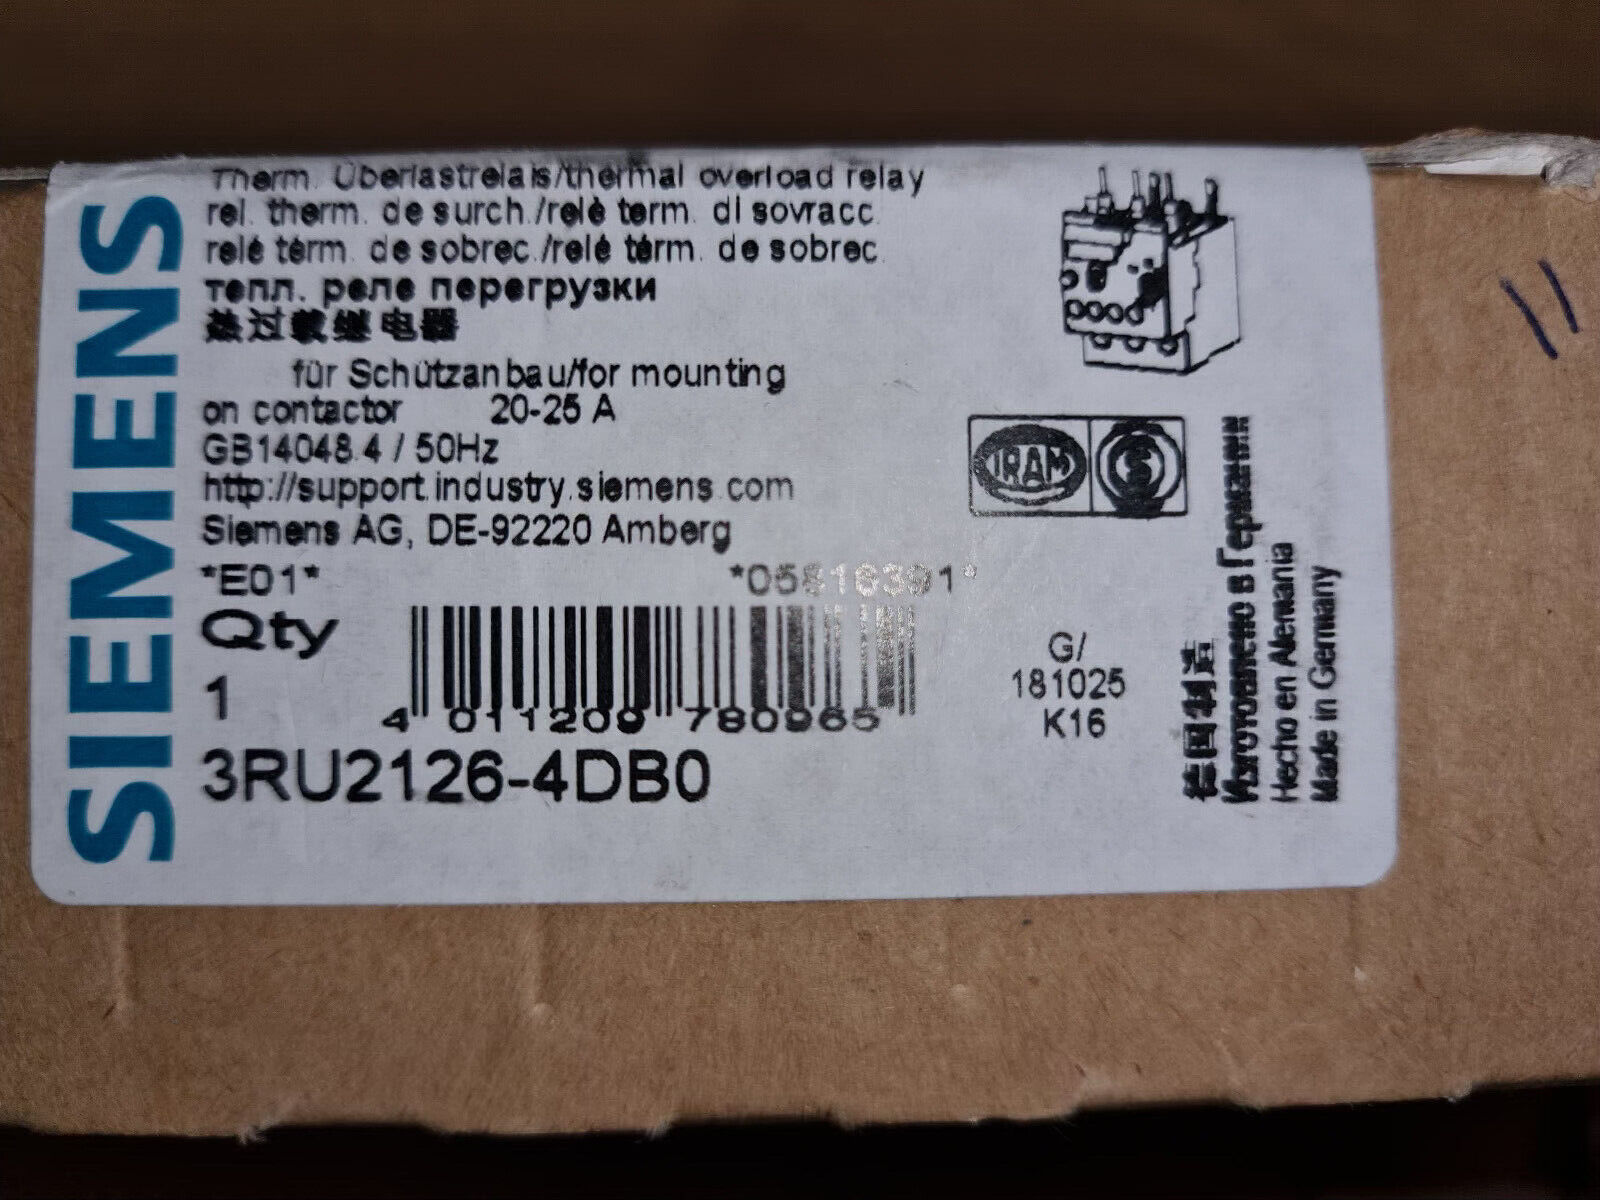 SIEMENS
Therm. Überlastrelais/thermal overload relay
rel. therm. de surch./relè term. di sovracc.
relé térm. de sobrec./relé térm. de sobrec.
тепл. реле перегрузки
热过载继电器
für Schützanbau/for mounting
on contactor 20-25 A
GB14048.4 / 50Hz
http://support.industry.siemens.com
Siemens AG, DE-92220 Amberg
*E01* *05816391*
Qty
1
4 011209 780965
3RU2126-4DB0
IRAM
G/
181025
K16
德国制造
Изготовлено в Германии
Hecho en Alemania
Made in Germany
11